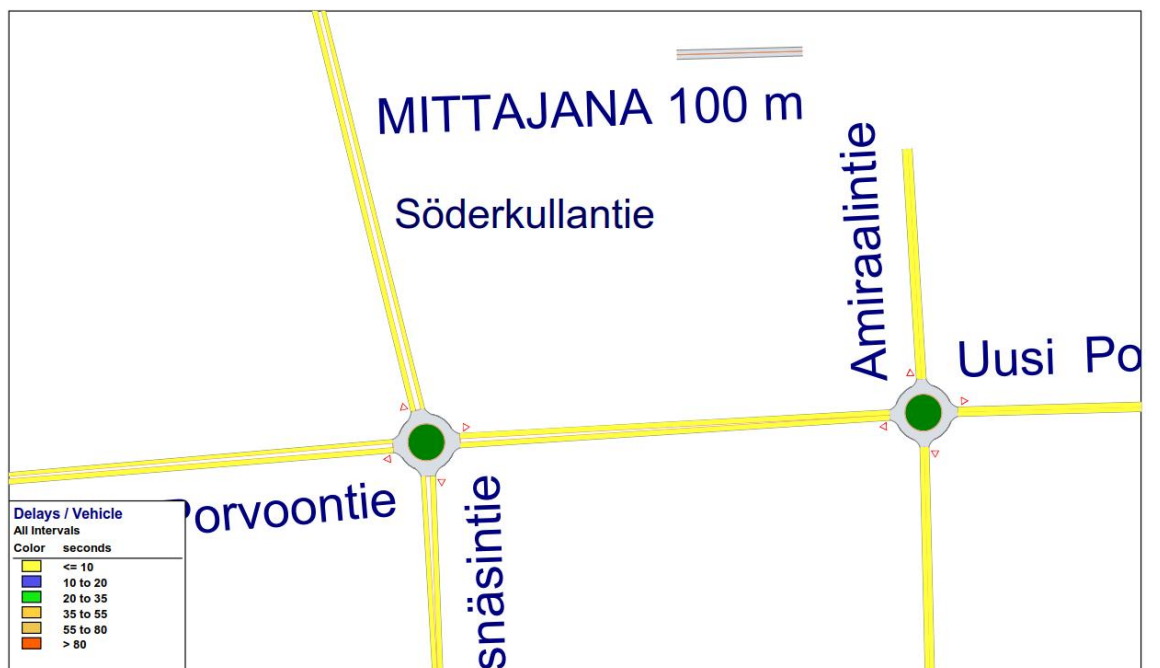 MITTAJANA 100 m
Söderkullantie
Amiraalintie
Uusi Po
Porvoontie
snäsintie
Delays / Vehicle
All Intervals
Color seconds
<= 10
10 to 20
20 to 35
35 to 55
55 to 80
> 80